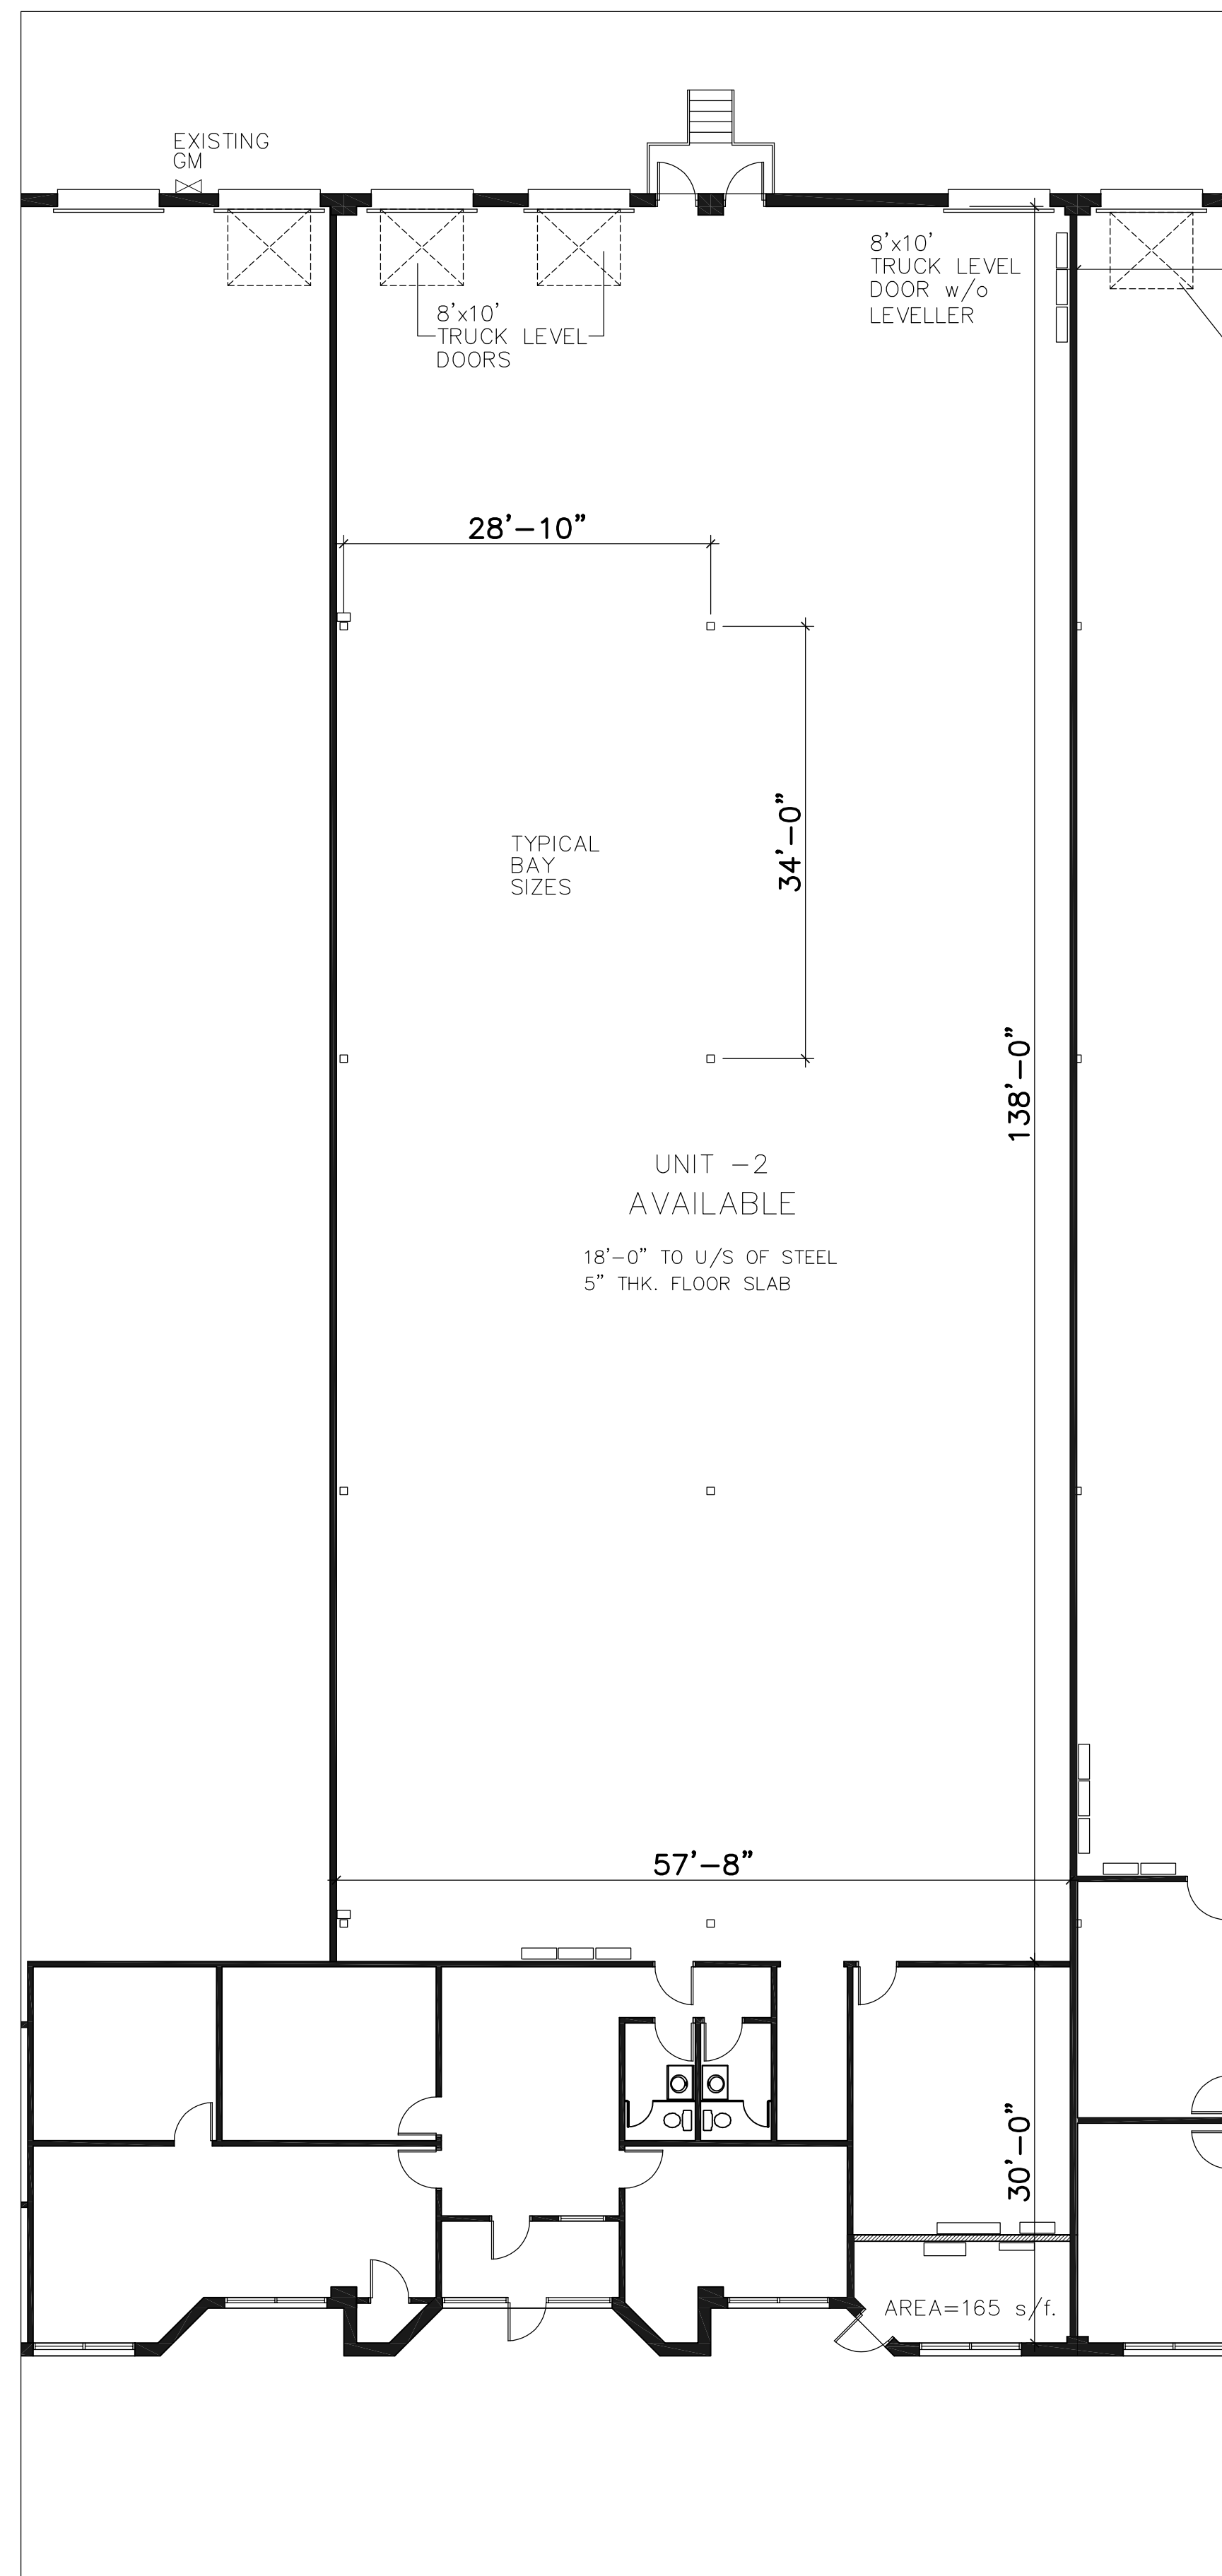 EXISTING
GM
8'x10'
TRUCK LEVEL
DOOR w/o
LEVELLER
8'x10'
TRUCK LEVEL
DOORS
28'-10"
34'-0"
TYPICAL
BAY
SIZES
138'-0"
UNIT -2
AVAILABLE
18'-0" TO U/S OF STEEL
5" THK. FLOOR SLAB
57'-8"
30'-0"
AREA=165 s/f.